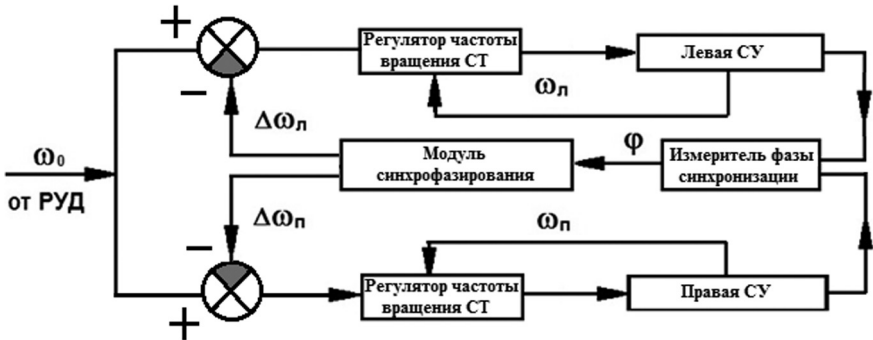 +
Регулятор частоты
вращения СТ
Левая СУ
−
ωл
Δωл
ω₀
от РУД
Модуль
синхрофазирования
φ
Измеритель фазы
синхронизации
Δωп
−
ωп
+
Регулятор частоты
вращения СТ
Правая СУ